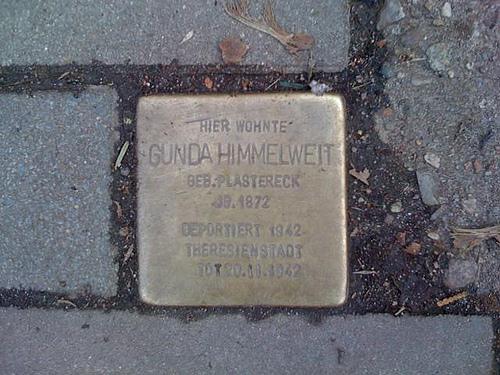 HIER WOHNTE
GUNDA HIMMELWEIT
GEB. PLASTERECK
JG. 1872
DEPORTIERT 1942
THERESIENSTADT
TOT 20.11.1942